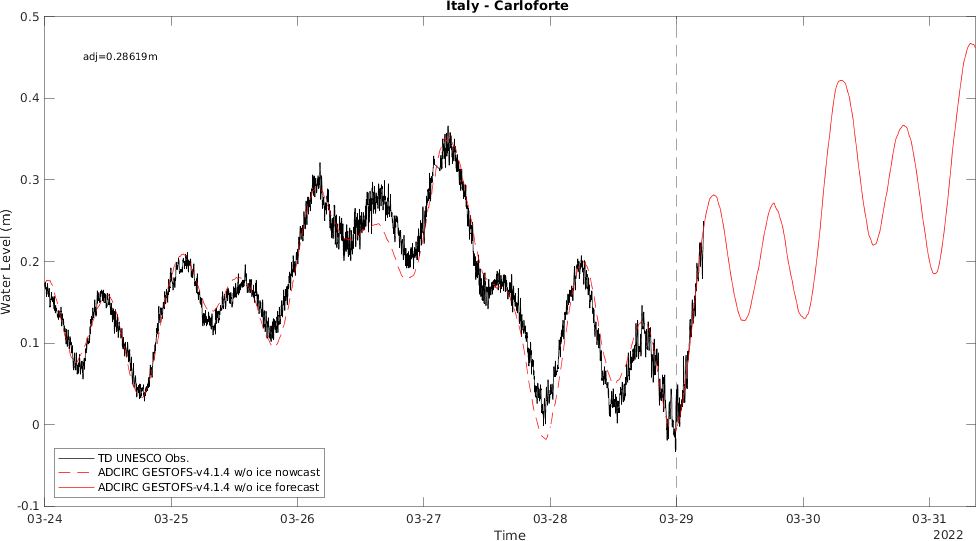 Italy - Carloforte
adj=0.28619m
0.5
0.4
0.3
0.2
0.1
0
-0.1
Water Level (m)
TD UNESCO Obs.
ADCIRC GESTOFS-v4.1.4 w/o ice nowcast
ADCIRC GESTOFS-v4.1.4 w/o ice forecast
03-24 03-25 03-26 03-27 03-28 03-29 03-30 03-31
Time
2022